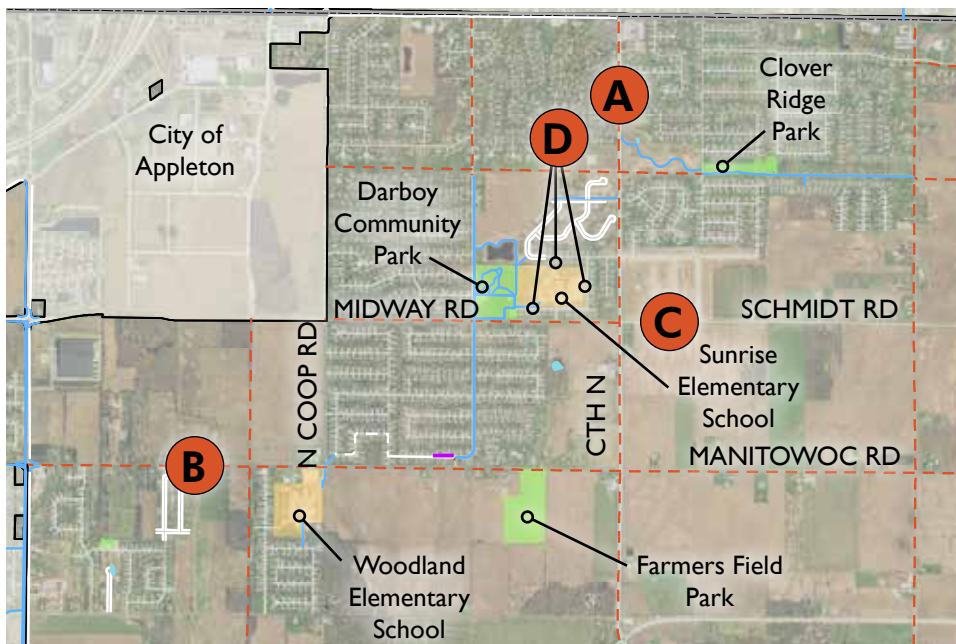 A
Clover
Ridge
Park
D
City of
Appleton
Darboy
Community
Park
MIDWAY RD
SCHMIDT RD
C
N COOP RD
CTH N
Sunrise
Elementary
School
MANITOWOC RD
B
Woodland
Elementary
School
Farmers Field
Park